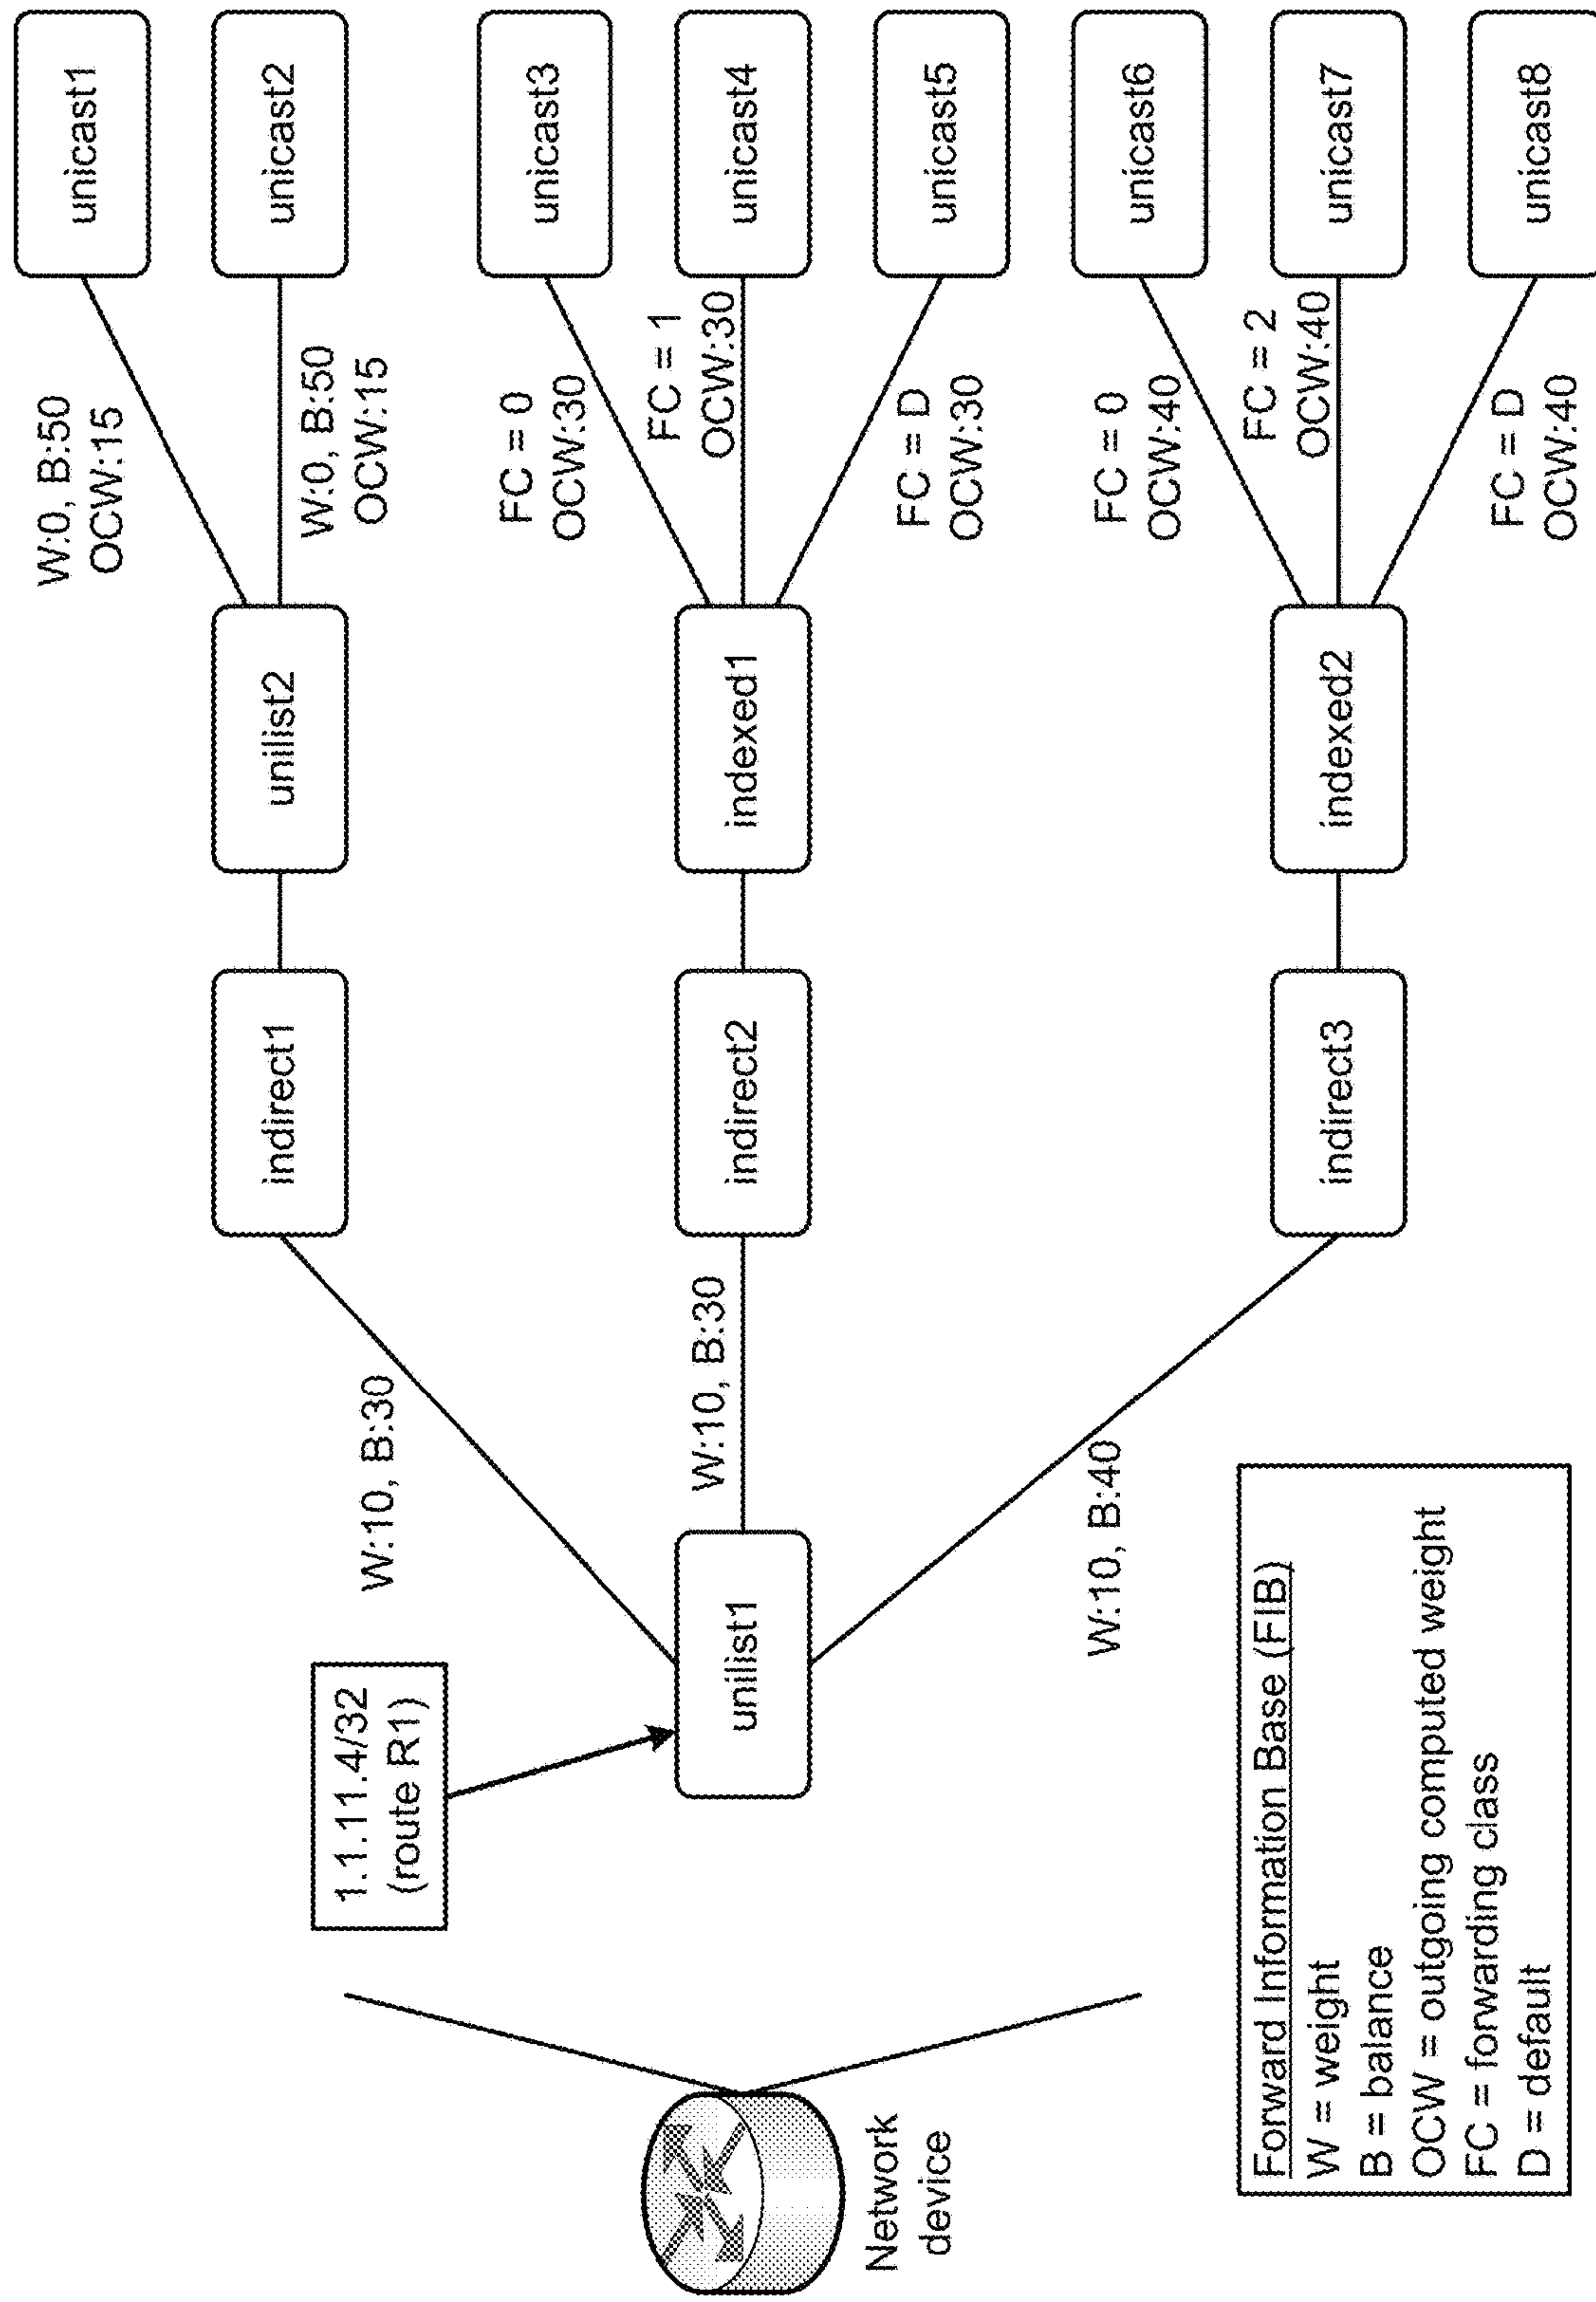 Network
device
1.1.11.4/32
(route R1)
unilist1
W:10, B:30
W:10, B:30
W:10, B:40
indirect1
indirect2
indirect3
unilist2
indexed1
indexed2
W:0, B:50
OCW:15
W:0, B:50
OCW:15
FC = 0
OCW:30
FC = 1
OCW:30
FC = D
OCW:30
FC = 0
OCW:40
FC = 2
OCW:40
FC = D
OCW:40
unicast1
unicast2
unicast3
unicast4
unicast5
unicast6
unicast7
unicast8
Forward Information Base (FIB)
W = weight
B = balance
OCW = outgoing computed weight
FC = forwarding class
D = default